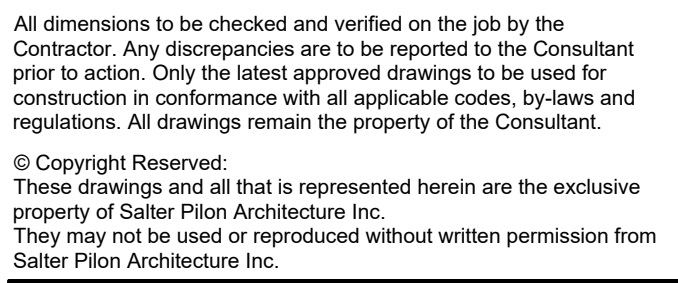 All dimensions to be checked and verified on the job by the
Contractor. Any discrepancies are to be reported to the Consultant
prior to action. Only the latest approved drawings to be used for
construction in conformance with all applicable codes, by-laws and
regulations. All drawings remain the property of the Consultant.
© Copyright Reserved:
These drawings and all that is represented herein are the exclusive
property of Salter Pilon Architecture Inc.
They may not be used or reproduced without written permission from
Salter Pilon Architecture Inc.